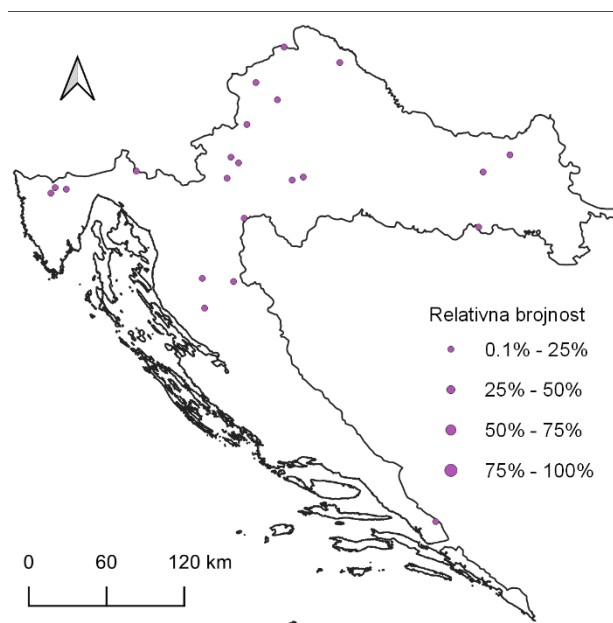 Relativna brojnost
0.1% - 25%
25% - 50%
50% - 75%
75% - 100%
0 60 120 km